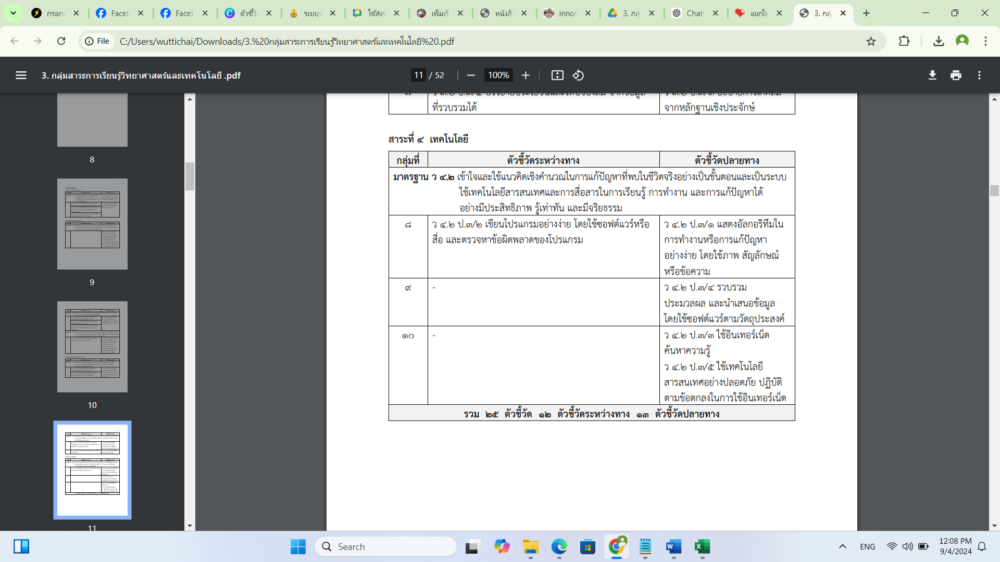 กรอก
Faceb
Faceb
ตัวชี้วั
ระบบ
ใช้ส่ง
เพิ่มเ
หนังสื
innot
3. กลุ่
Chat
แยกไ
3. กลุ่
File
C:/Users/wuttichai/Downloads/3.%20กลุ่มสาระการเรียนรู้วิทยาศาสตร์และเทคโนโลยี%20.pdf
3. กลุ่มสาระการเรียนรู้วิทยาศาสตร์และเทคโนโลยี .pdf
11 / 52
100%
8
9
10
11
ที่รวบรวมได้
จากหลักฐานเชิงประจักษ์
สาระที่ ๔ เทคโนโลยี
กลุ่มที่ ตัวชี้วัดระหว่างทาง ตัวชี้วัดปลายทาง
มาตรฐาน ว ๔.๒ เข้าใจและใช้แนวคิดเชิงคำนวณในการแก้ปัญหาที่พบในชีวิตจริงอย่างเป็นขั้นตอนและเป็นระบบ
ใช้เทคโนโลยีสารสนเทศและการสื่อสารในการเรียนรู้ การทำงาน และการแก้ปัญหาได้
อย่างมีประสิทธิภาพ รู้เท่าทัน และมีจริยธรรม
๘
ว ๔.๒ ป.๓/๒ เขียนโปรแกรมอย่างง่าย โดยใช้ซอฟต์แวร์หรือ
สื่อ และตรวจหาข้อผิดพลาดของโปรแกรม
ว ๔.๒ ป.๓/๑ แสดงอัลกอริทึมใน
การทำงานหรือการแก้ปัญหา
อย่างง่าย โดยใช้ภาพ สัญลักษณ์
หรือข้อความ
๙
-
ว ๔.๒ ป.๓/๔ รวบรวม
ประมวลผล และนำเสนอข้อมูล
โดยใช้ซอฟต์แวร์ตามวัตถุประสงค์
๑๐
-
ว ๔.๒ ป.๓/๓ ใช้อินเทอร์เน็ต
ค้นหาความรู้
ว ๔.๒ ป.๓/๕ ใช้เทคโนโลยี
สารสนเทศอย่างปลอดภัย ปฏิบัติ
ตามข้อตกลงในการใช้อินเทอร์เน็ต
รวม ๒๕ ตัวชี้วัด ๑๒ ตัวชี้วัดระหว่างทาง ๑๓ ตัวชี้วัดปลายทาง
Search
ENG
12:08 PM
9/4/2024